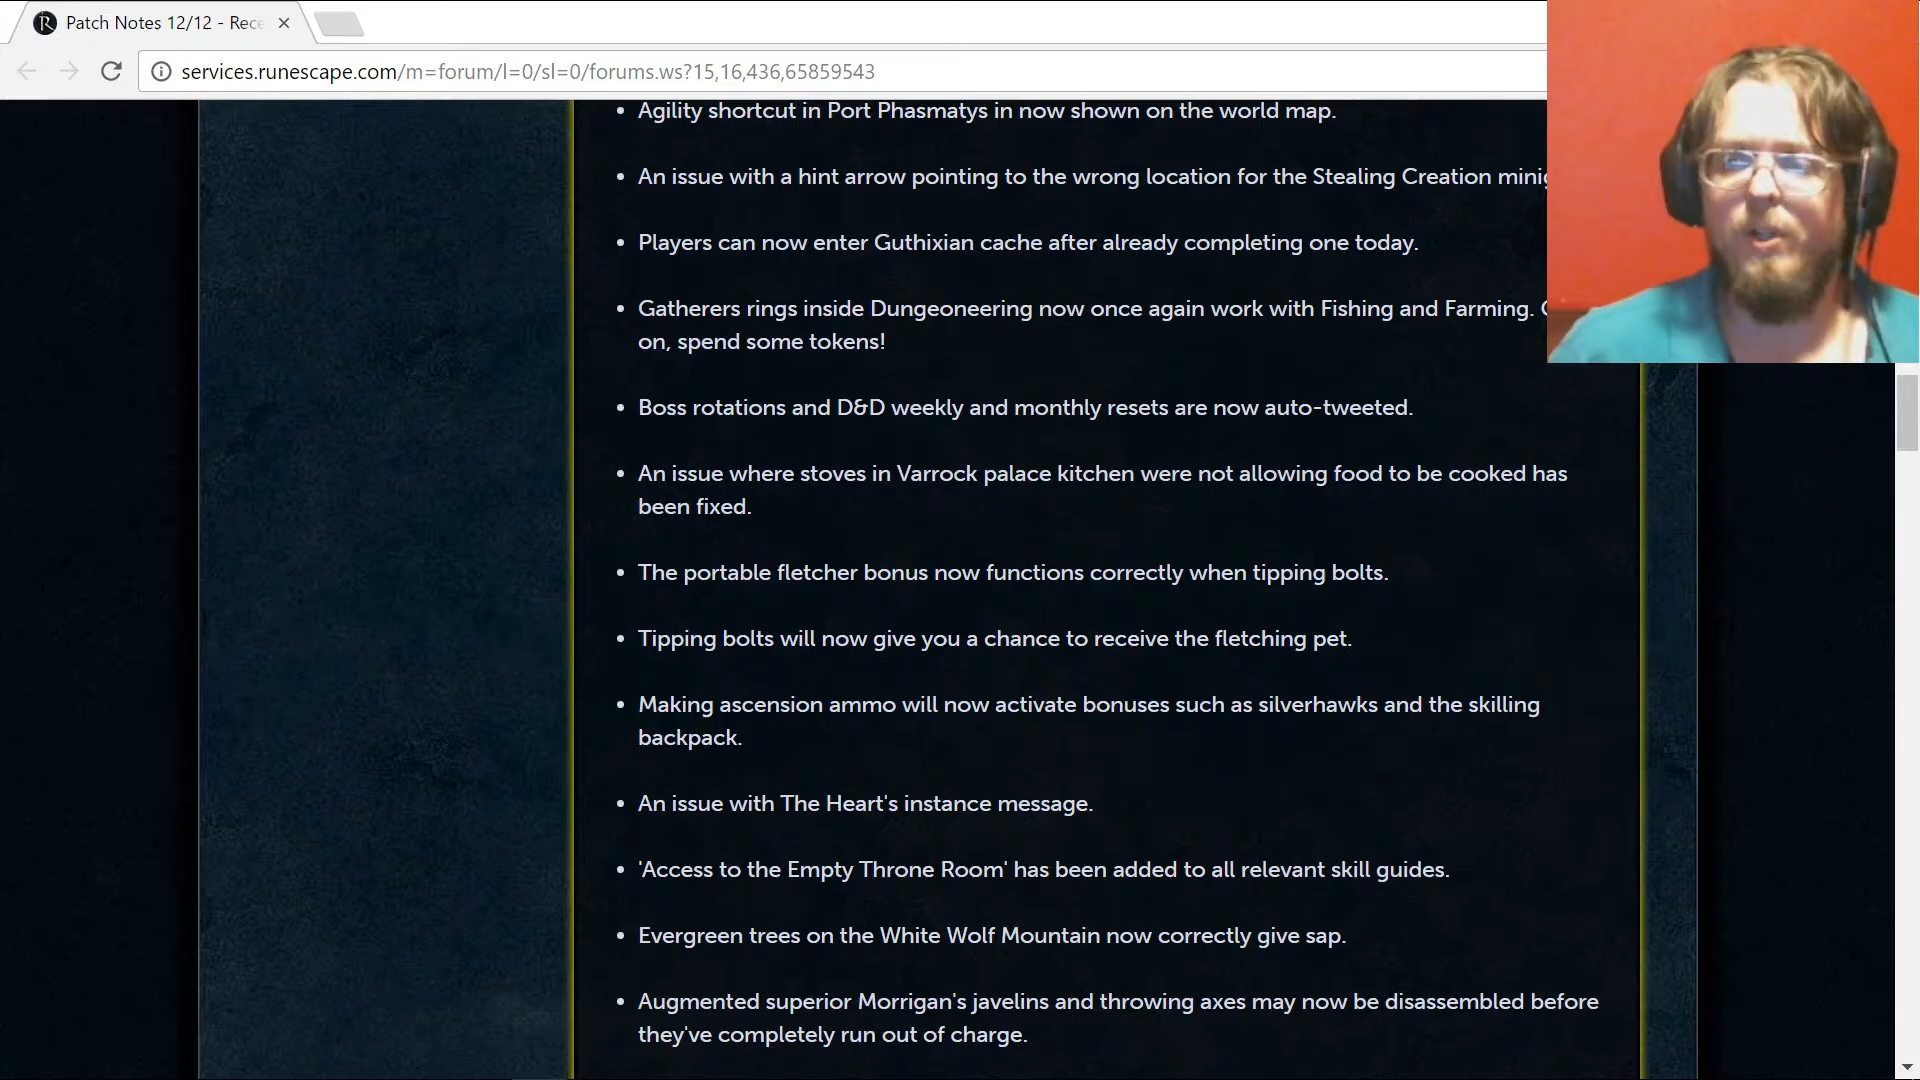 Patch Notes 12/12 - Rec
services.runescape.com/m=forum/l=0/sl=0/forums.ws?15,16,436,65859543
• Agility shortcut in Port Phasmatys in now shown on the world map.
• An issue with a hint arrow pointing to the wrong location for the Stealing Creation
• Players can now enter Guthixian cache after already completing one today.
• Gatherers rings inside Dungeoneering now once again work with Fishing and Farming.
on, spend some tokens!
• Boss rotations and D&D weekly and monthly resets are now auto-tweeted.
• An issue where stoves in Varrock palace kitchen were not allowing food to be cooked has
been fixed.
• The portable fletcher bonus now functions correctly when tipping bolts.
• Tipping bolts will now give you a chance to receive the fletching pet.
• Making ascension ammo will now activate bonuses such as silverhawks and the skilling
backpack.
• An issue with The Heart's instance message.
• 'Access to the Empty Throne Room' has been added to all relevant skill guides.
• Evergreen trees on the White Wolf Mountain now correctly give sap.
• Augmented superior Morrigan's javelins and throwing axes may now be disassembled before
they've completely run out of charge.